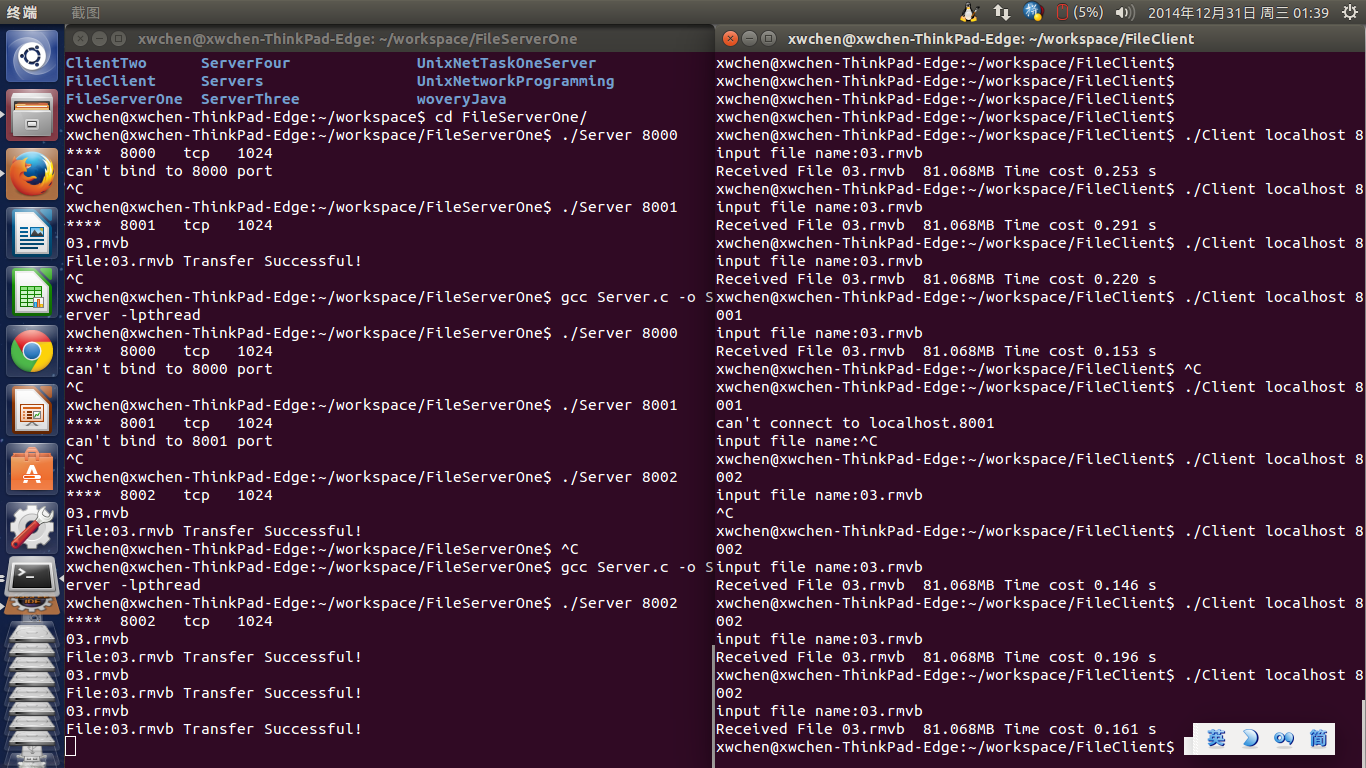 终端 截图 (5%) 2014年12月31日 周三 01:39
xwchen@xwchen-ThinkPad-Edge: ~/workspace/FileServerOne
ClientTwo ServerFour UnixNetTaskOneServer
FileClient Servers UnixNetworkProgramming
FileServerOne ServerThree woveryJava
xwchen@xwchen-ThinkPad-Edge:~/workspace$ cd FileServerOne/
xwchen@xwchen-ThinkPad-Edge:~/workspace/FileServerOne$ ./Server 8000
**** 8000 tcp 1024
can't bind to 8000 port
^C
xwchen@xwchen-ThinkPad-Edge:~/workspace/FileServerOne$ ./Server 8001
**** 8001 tcp 1024
03.rmvb
File:03.rmvb Transfer Successful!
^C
xwchen@xwchen-ThinkPad-Edge:~/workspace/FileServerOne$ gcc Server.c -o S
erver -lpthread
xwchen@xwchen-ThinkPad-Edge:~/workspace/FileServerOne$ ./Server 8000
**** 8000 tcp 1024
can't bind to 8000 port
^C
xwchen@xwchen-ThinkPad-Edge:~/workspace/FileServerOne$ ./Server 8001
**** 8001 tcp 1024
can't bind to 8001 port
^C
xwchen@xwchen-ThinkPad-Edge:~/workspace/FileServerOne$ ./Server 8002
**** 8002 tcp 1024
03.rmvb
File:03.rmvb Transfer Successful!
xwchen@xwchen-ThinkPad-Edge:~/workspace/FileServerOne$ ^C
xwchen@xwchen-ThinkPad-Edge:~/workspace/FileServerOne$ gcc Server.c -o S
erver -lpthread
xwchen@xwchen-ThinkPad-Edge:~/workspace/FileServerOne$ ./Server 8002
**** 8002 tcp 1024
03.rmvb
File:03.rmvb Transfer Successful!
03.rmvb
File:03.rmvb Transfer Successful!
03.rmvb
File:03.rmvb Transfer Successful!
xwchen@xwchen-ThinkPad-Edge: ~/workspace/FileClient
xwchen@xwchen-ThinkPad-Edge:~/workspace/FileClient$
xwchen@xwchen-ThinkPad-Edge:~/workspace/FileClient$
xwchen@xwchen-ThinkPad-Edge:~/workspace/FileClient$
xwchen@xwchen-ThinkPad-Edge:~/workspace/FileClient$
xwchen@xwchen-ThinkPad-Edge:~/workspace/FileClient$ ./Client localhost 8
input file name:03.rmvb
Received File 03.rmvb 81.068MB Time cost 0.253 s
xwchen@xwchen-ThinkPad-Edge:~/workspace/FileClient$ ./Client localhost 8
input file name:03.rmvb
Received File 03.rmvb 81.068MB Time cost 0.291 s
xwchen@xwchen-ThinkPad-Edge:~/workspace/FileClient$ ./Client localhost 8
input file name:03.rmvb
Received File 03.rmvb 81.068MB Time cost 0.220 s
xwchen@xwchen-ThinkPad-Edge:~/workspace/FileClient$ ./Client localhost 8
001
input file name:03.rmvb
Received File 03.rmvb 81.068MB Time cost 0.153 s
xwchen@xwchen-ThinkPad-Edge:~/workspace/FileClient$ ^C
xwchen@xwchen-ThinkPad-Edge:~/workspace/FileClient$ ./Client localhost 8
001
can't connect to localhost.8001
input file name:^C
xwchen@xwchen-ThinkPad-Edge:~/workspace/FileClient$ ./Client localhost 8
002
input file name:03.rmvb
^C
xwchen@xwchen-ThinkPad-Edge:~/workspace/FileClient$ ./Client localhost 8
002
input file name:03.rmvb
Received File 03.rmvb 81.068MB Time cost 0.146 s
xwchen@xwchen-ThinkPad-Edge:~/workspace/FileClient$ ./Client localhost 8
002
input file name:03.rmvb
Received File 03.rmvb 81.068MB Time cost 0.196 s
xwchen@xwchen-ThinkPad-Edge:~/workspace/FileClient$ ./Client localhost 8
002
input file name:03.rmvb
Received File 03.rmvb 81.068MB Time cost 0.161 s
xwchen@xwchen-ThinkPad-Edge:~/workspace/FileClient$
英 简